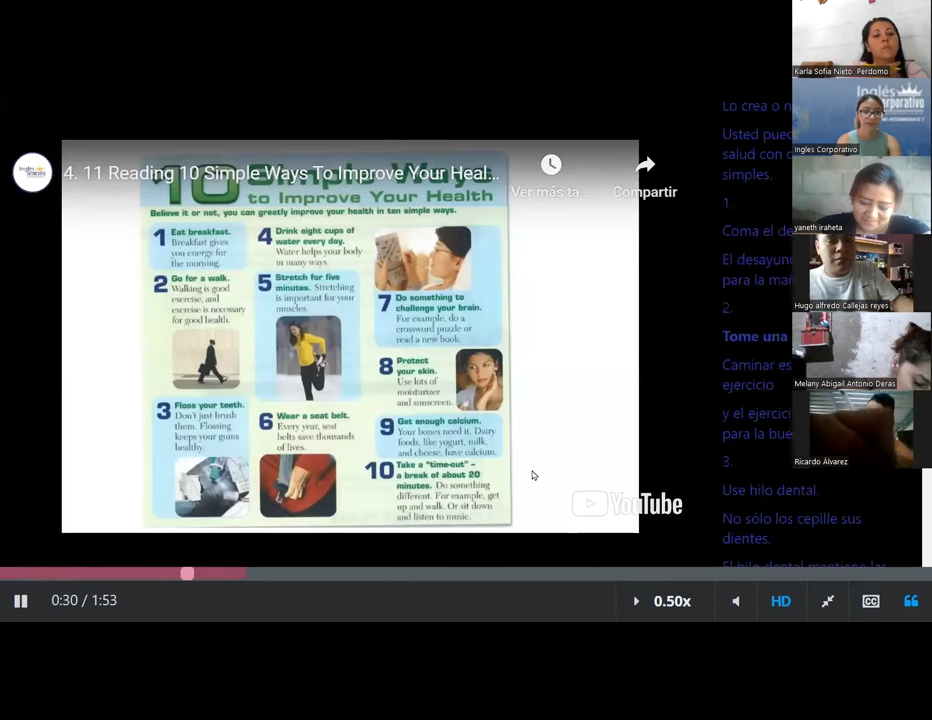 4. 11 Reading 10 Simple Ways To Improve Your Heal...
Ver más ta...
Compartir
10 Simple Ways
to Improve Your Health
Believe it or not, you can greatly improve your health in ten simple ways.
1 Eat breakfast.
Breakfast gives
you energy for
the morning.
2 Go for a walk.
Walking is good
exercise, and
exercise is necessary
for good health.
3 Floss your teeth.
Don't just brush
them. Flossing
keeps your gums
healthy.
4 Drink eight cups of
water every day.
Water helps your body
in many ways.
5 Stretch for five
minutes. Stretching
is important for your
muscles.
6 Wear a seat belt.
Every year, seat
belts save thousands
of lives.
7 Do something to
challenge your brain.
For example, do a
crossword puzzle or
read a new book.
8 Protect
your skin.
Use lots of
moisturizer
and sunscreen.
9 Get enough calcium.
Your bones need it. Dairy
foods, like yogurt, milk,
and cheese, have calcium.
10 Take a "time-out" –
a break of about 20
minutes. Do something
different. For example, get
up and walk. Or sit down
and listen to music.
YouTube
Lo crea o n
Usted pued
salud con d
simples.
1.
Coma el de
El desayun
para la mañ
2.
Tome una
Caminar es
ejercicio
y el ejercici
para la bue
3.
Use hilo dental.
No sólo los cepille sus
dientes.
El hilo dental mantiene las
Karla Sofia Nieto Perdomo
Inglés
Corporativo
Ingles Corporativo
yaneth iraheta
Hugo alfredo Callejas reyes
Melany Abigail Antonio Deras
Ricardo Álvarez
0:30 / 1:53
0.50x
HD
CC